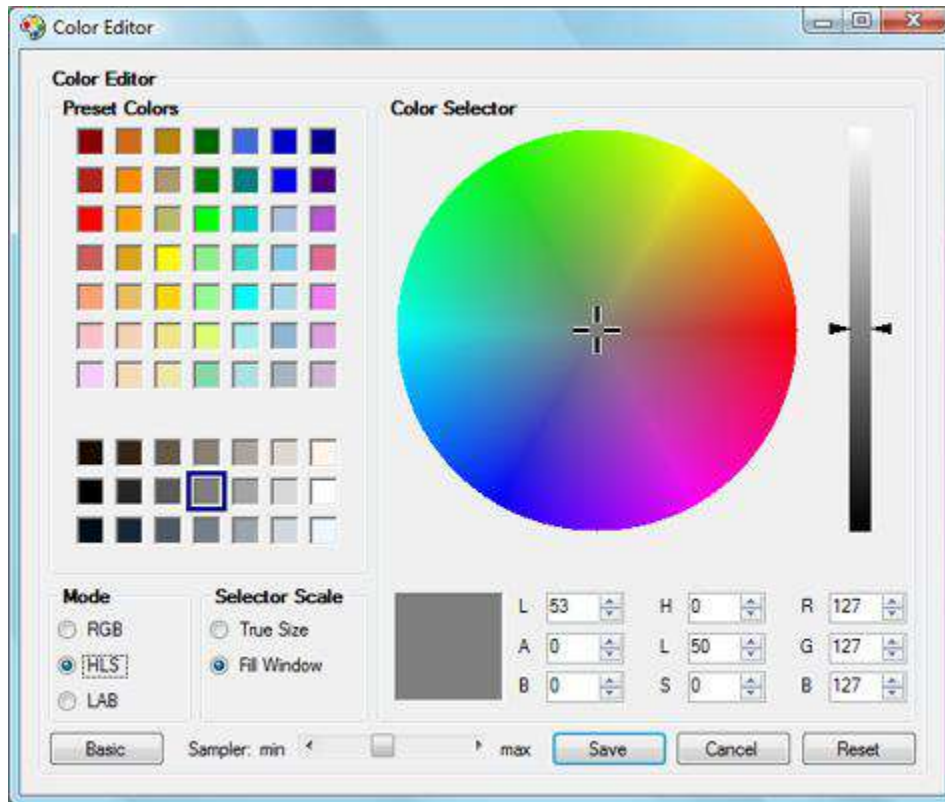 Color Editor
Color Editor
Preset Colors
Color Selector
Mode
RGB
HLS
LAB
Selector Scale
True Size
Fill Window
L 53 H 0 R 127
A 0 L 50 G 127
B 0 S 0 B 127
Basic Sampler: min max Save Cancel Reset